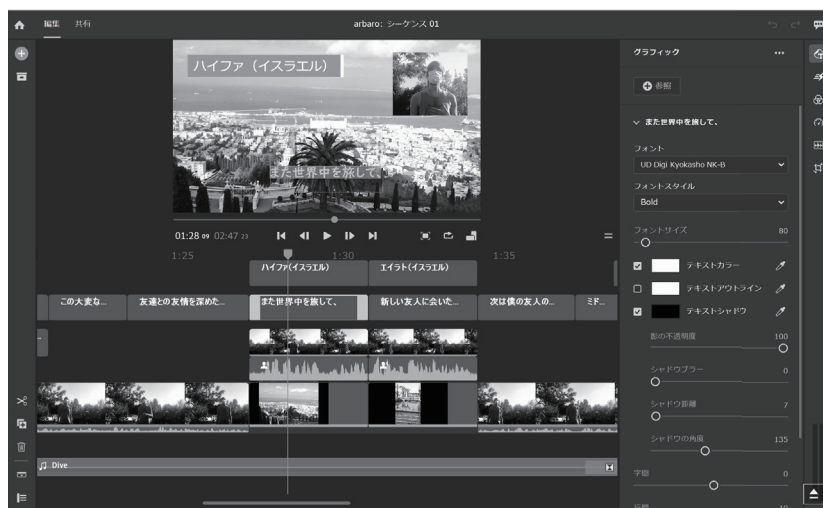 編集 共有 arbaro: シーケンス 01
ハイファ（イスラエル）
また世界中を旅して、
01:28 09 02:47 23
1:25 1:30 1:35
ハイファ(イスラエル) エイラト(イスラエル)
この大変な... 友達との友情を深めた... また世界中を旅して、 新しい友人に会いた... 次は僕の友人の... ミド...
Dive
グラフィック
参照
また世界中を旅して、
フォント
UD Digi Kyokasho NK-B
フォントスタイル
Bold
フォントサイズ 80
テキストカラー
テキストアウトライン
テキストシャドウ
影の不透明度 100
シャドウブラー 0
シャドウ距離 7
シャドウの角度 135
字間 0
行間 10